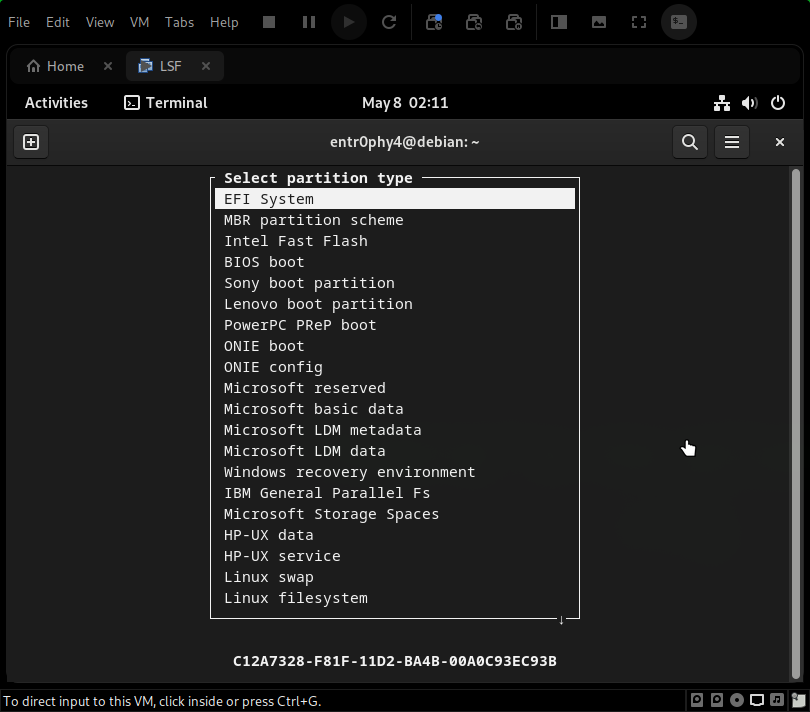 File Edit View VM Tabs Help
Home × LSF ×
Activities Terminal May 8 02:11
entr0phy4@debian: ~ ×
Select partition type
EFI System
MBR partition scheme
Intel Fast Flash
BIOS boot
Sony boot partition
Lenovo boot partition
PowerPC PReP boot
ONIE boot
ONIE config
Microsoft reserved
Microsoft basic data
Microsoft LDM metadata
Microsoft LDM data
Windows recovery environment
IBM General Parallel Fs
Microsoft Storage Spaces
HP-UX data
HP-UX service
Linux swap
Linux filesystem
↓
C12A7328-F81F-11D2-BA4B-00A0C93EC93B
To direct input to this VM, click inside or press Ctrl+G.